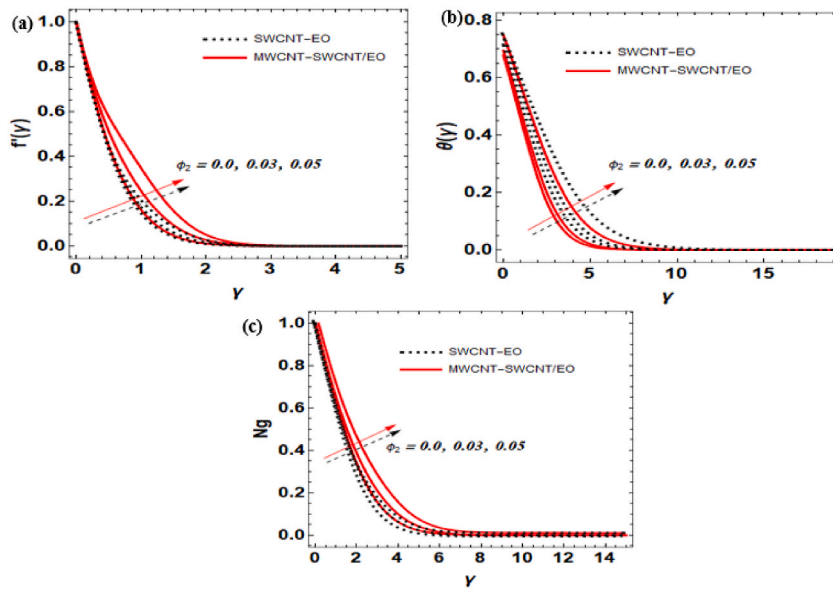 (a)
1.0
0.8
0.6
0.4
0.2
0.0
f'(γ)
SWCNT-EO
MWCNT-SWCNT/EO
ϕ2 = 0.0, 0.03, 0.05
0 1 2 3 4 5
γ
(b)
0.8
0.6
0.4
0.2
0.0
θ(γ)
SWCNT-EO
MWCNT-SWCNT/EO
ϕ2 = 0.0, 0.03, 0.05
0 5 10 15
γ
(c)
1.0
0.8
0.6
0.4
0.2
0.0
Ng
SWCNT-EO
MWCNT-SWCNT/EO
ϕ2 = 0.0, 0.03, 0.05
0 2 4 6 8 10 12 14
γ